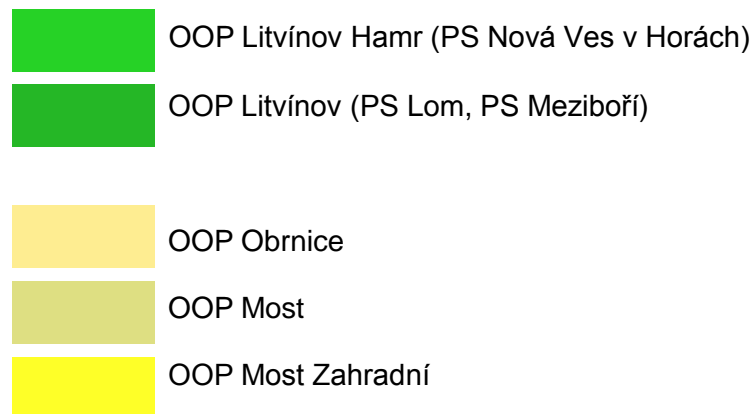 OOP Litvínov Hamr (PS Nová Ves v Horách)
OOP Litvínov (PS Lom, PS Meziboří)
OOP Obrnice
OOP Most
OOP Most Zahradní